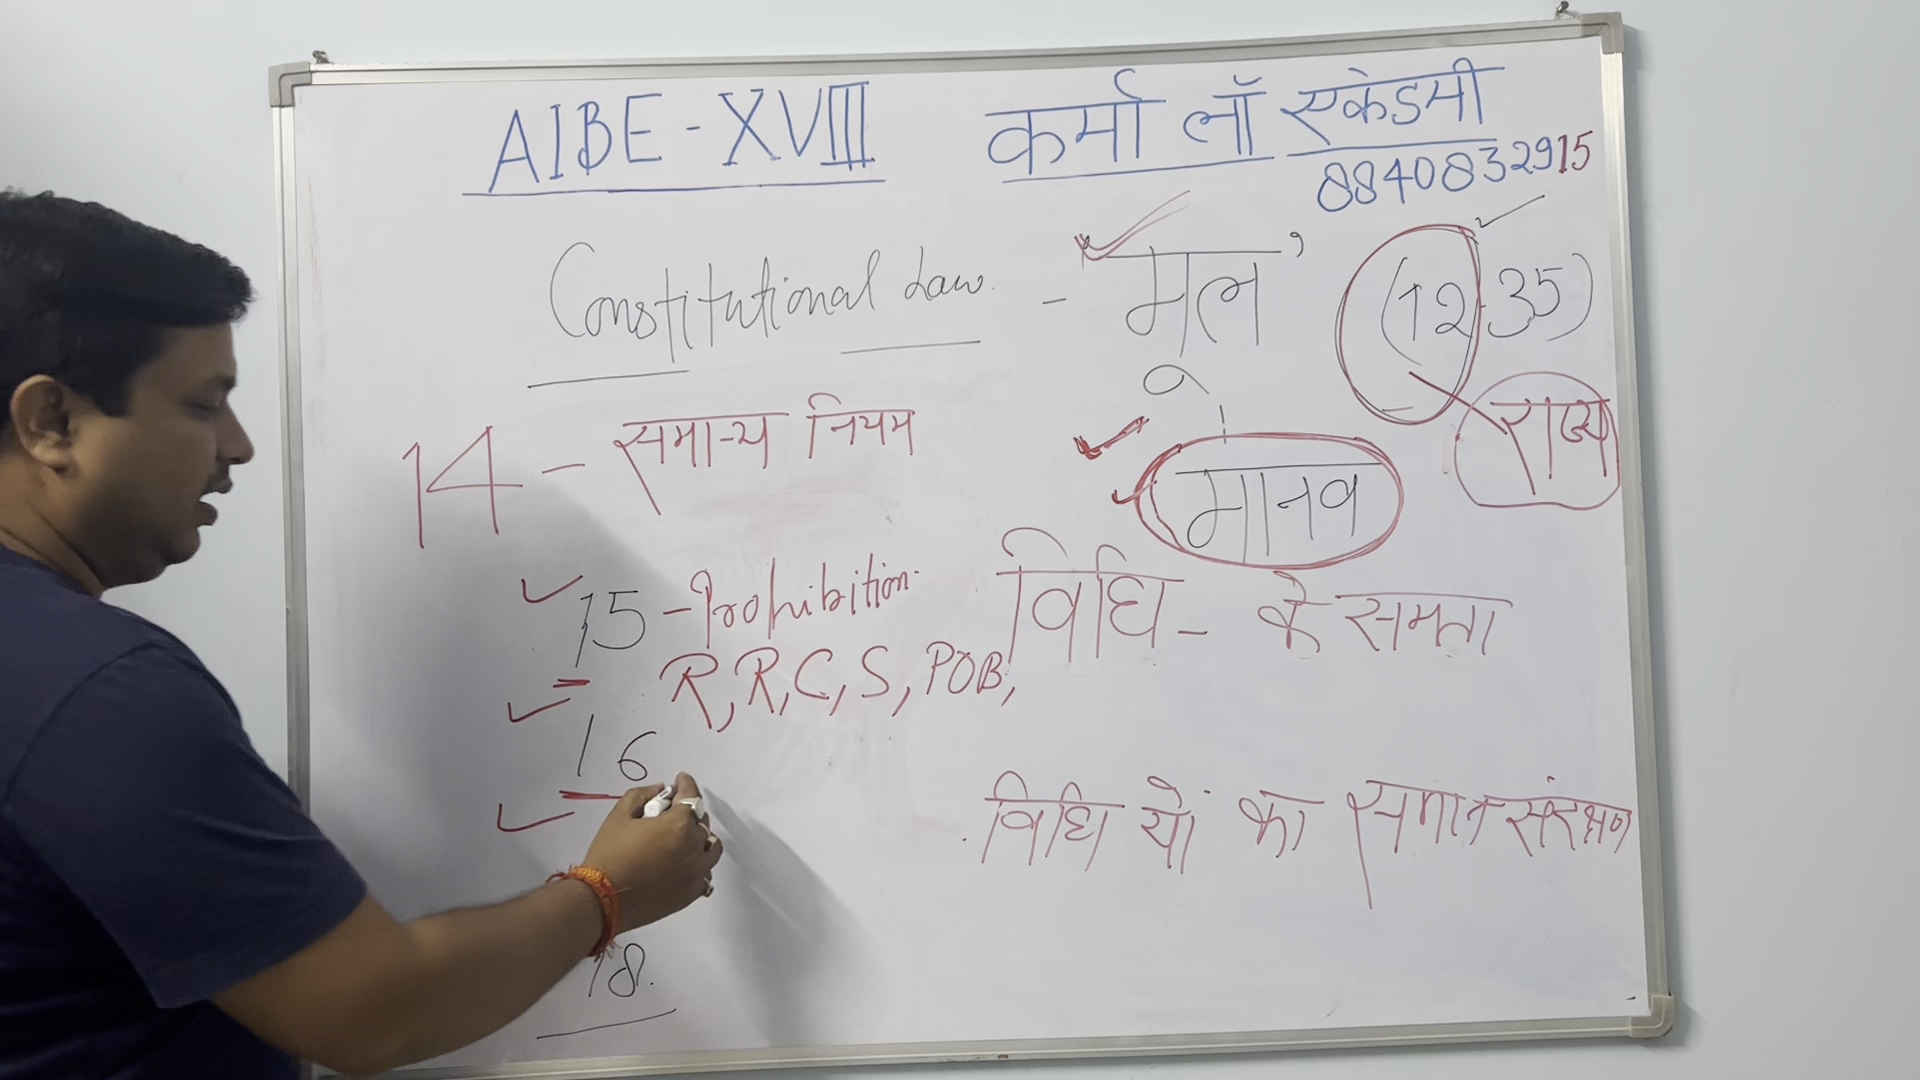 AIBE-XVIII कर्मा लॉ एकेडमी
8840832915
Constitutional Law. - मूल' (12-35)
राज्य
14 - समान्य नियम
मानव
15 - Prohibition. विधि - के समता
R, R, C, S, POB,
16
विधि यों का समान संरक्षण
18.